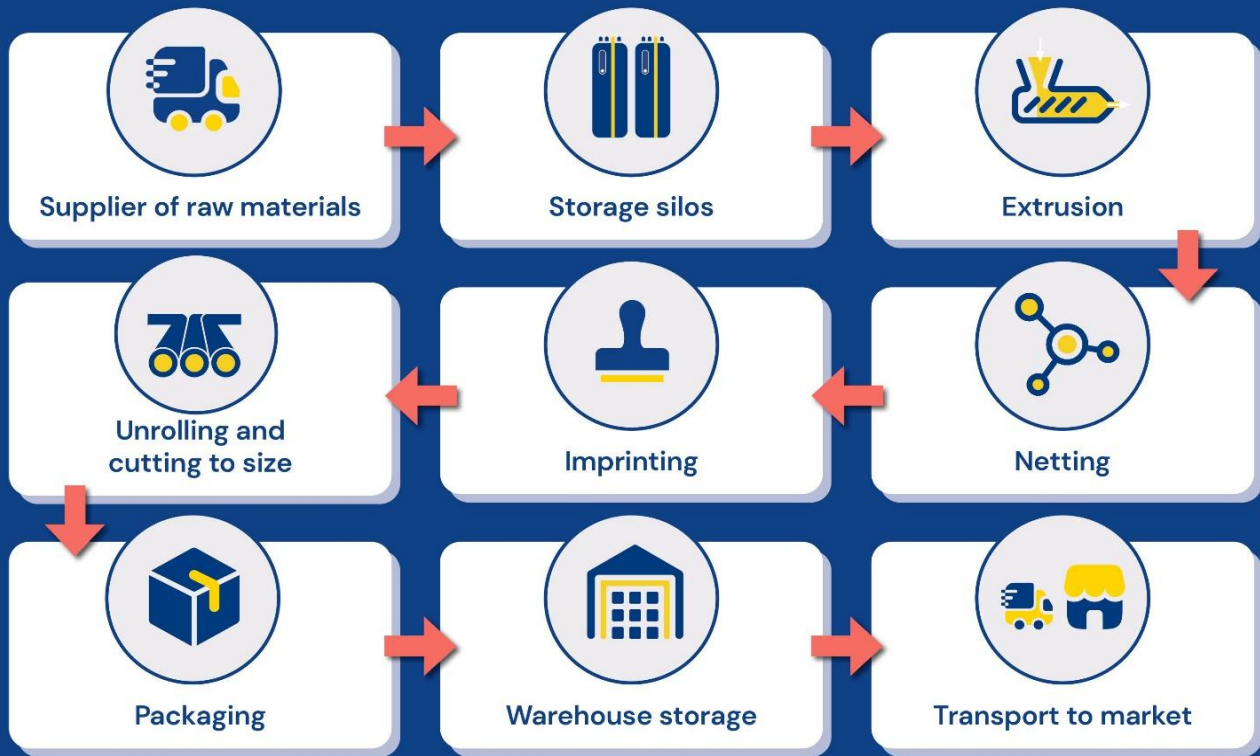 Supplier of raw materials
Storage silos
Extrusion
Netting
Imprinting
Unrolling and
cutting to size
Packaging
Warehouse storage
Transport to market